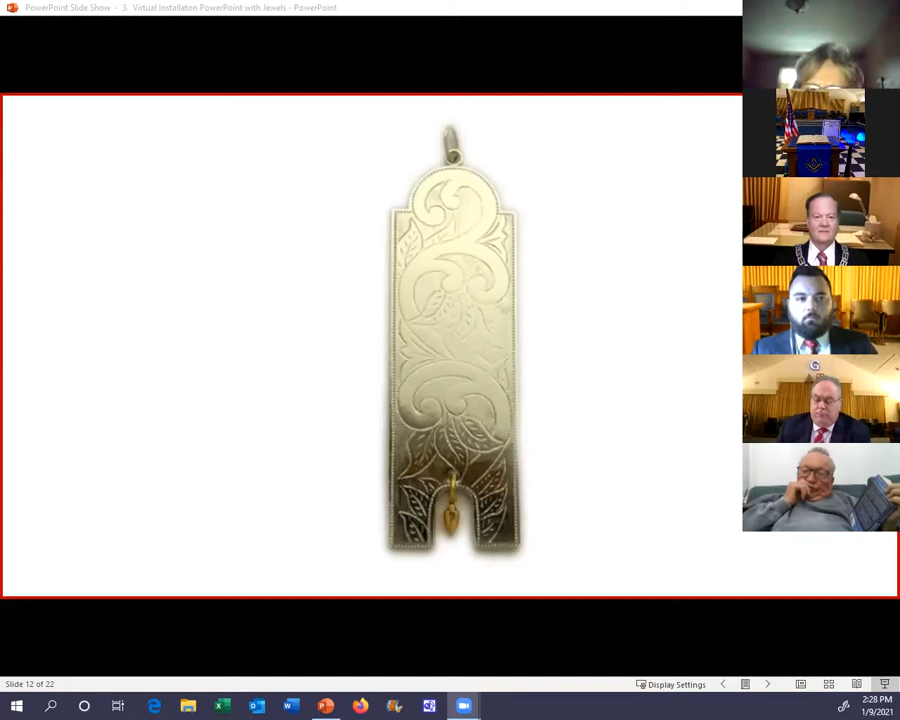 PowerPoint Slide Show - 3. Virtual Installaton PowerPoint with Jewels - PowerPoint
G
Slide 12 of 22
Display Settings
2:28 PM
1/9/2021